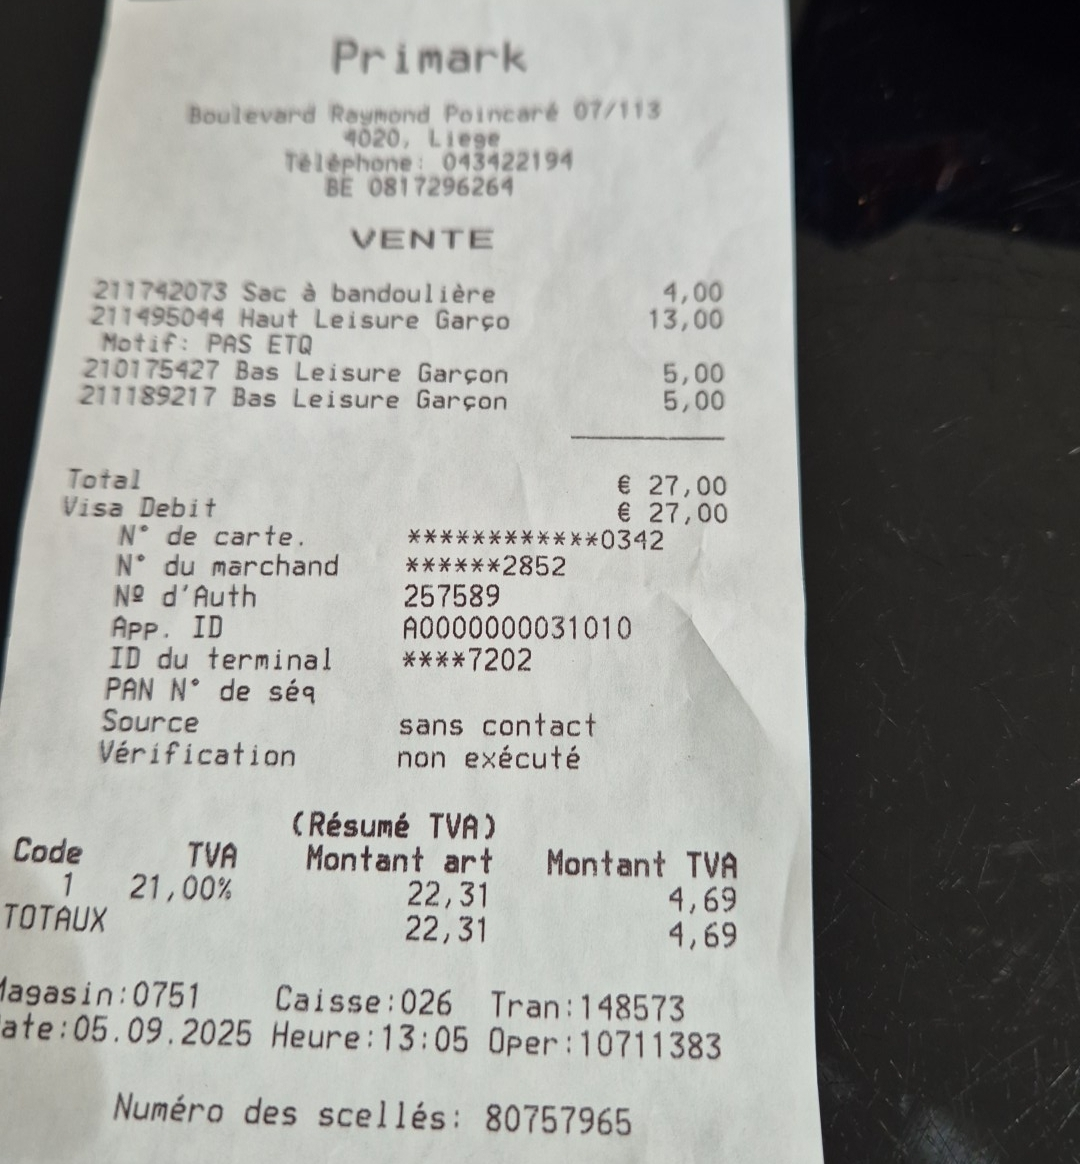 Primark
Boulevard Raymond Poincaré 07/113
4020, Liege
Téléphone: 043422194
BE 0817296264
VENTE
211742073 Sac à bandoulière 4,00
211495044 Haut Leisure Garço 13,00
Motif: PAS ETQ
210175427 Bas Leisure Garçon 5,00
211189217 Bas Leisure Garçon 5,00
Total € 27,00
Visa Debit € 27,00
N° de carte. ************0342
N° du marchand ******2852
Nº d'Auth 257589
App. ID A0000000031010
ID du terminal ****7202
PAN N° de séq
Source sans contact
Vérification non exécuté
(Résumé TVA)
Code TVA Montant art Montant TVA
1 21,00% 22,31 4,69
TOTAUX 22,31 4,69
Magasin:0751 Caisse:026 Tran:148573
ate:05.09.2025 Heure:13:05 Oper:10711383
Numéro des scellés: 80757965